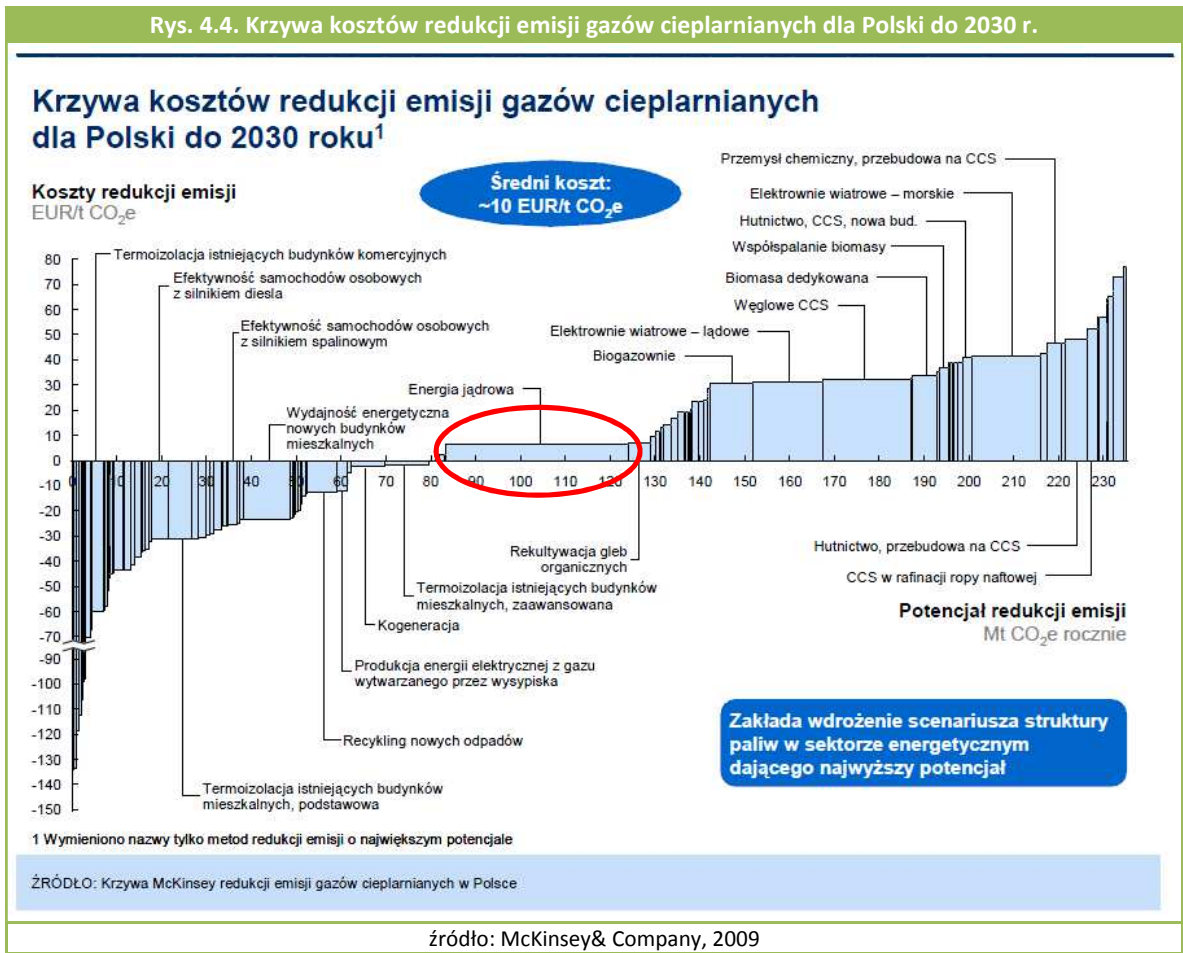 Rys. 4.4. Krzywa kosztów redukcji emisji gazów cieplarnianych dla Polski do 2030 r.
Krzywa kosztów redukcji emisji gazów cieplarnianych
dla Polski do 2030 roku¹
Koszty redukcji emisji
EUR/t CO₂e
Średni koszt:
~10 EUR/t CO₂e
Przemysł chemiczny, przebudowa na CCS
Elektrownie wiatrowe – morskie
Hutnictwo, CCS, nowa bud.
Współspalanie biomasy
Biomasa dedykowana
Węglowe CCS
Elektrownie wiatrowe – lądowe
Biogazownie
Termoizolacja istniejących budynków komercyjnych
Efektywność samochodów osobowych
z silnikiem diesla
Efektywność samochodów osobowych
z silnikiem spalinowym
Energia jądrowa
Wydajność energetyczna
nowych budynków
mieszkalnych
80
70
60
50
40
30
20
10
0
-10
-20
-30
-40
-50
-60
-70
-90
-100
-110
-120
-130
-140
-150
0 10 20 30 40 50 60 70 80 90 100 110 120 130 140 150 160 170 180 190 200 210 220 230
Rekultywacja gleb
organicznych
Termoizolacja istniejących budynków
mieszkalnych, zaawansowana
Kogeneracja
Produkcja energii elektrycznej z gazu
wytwarzanego przez wysypiska
Recykling nowych odpadów
Termoizolacja istniejących budynków
mieszkalnych, podstawowa
Hutnictwo, przebudowa na CCS
CCS w rafinacji ropy naftowej
Potencjał redukcji emisji
Mt CO₂e rocznie
Zakłada wdrożenie scenariusza struktury
paliw w sektorze energetycznym
dającego najwyższy potencjał
1 Wymieniono nazwy tylko metod redukcji emisji o największym potencjale
ŹRÓDŁO: Krzywa McKinsey redukcji emisji gazów cieplarnianych w Polsce
źródło: McKinsey& Company, 2009